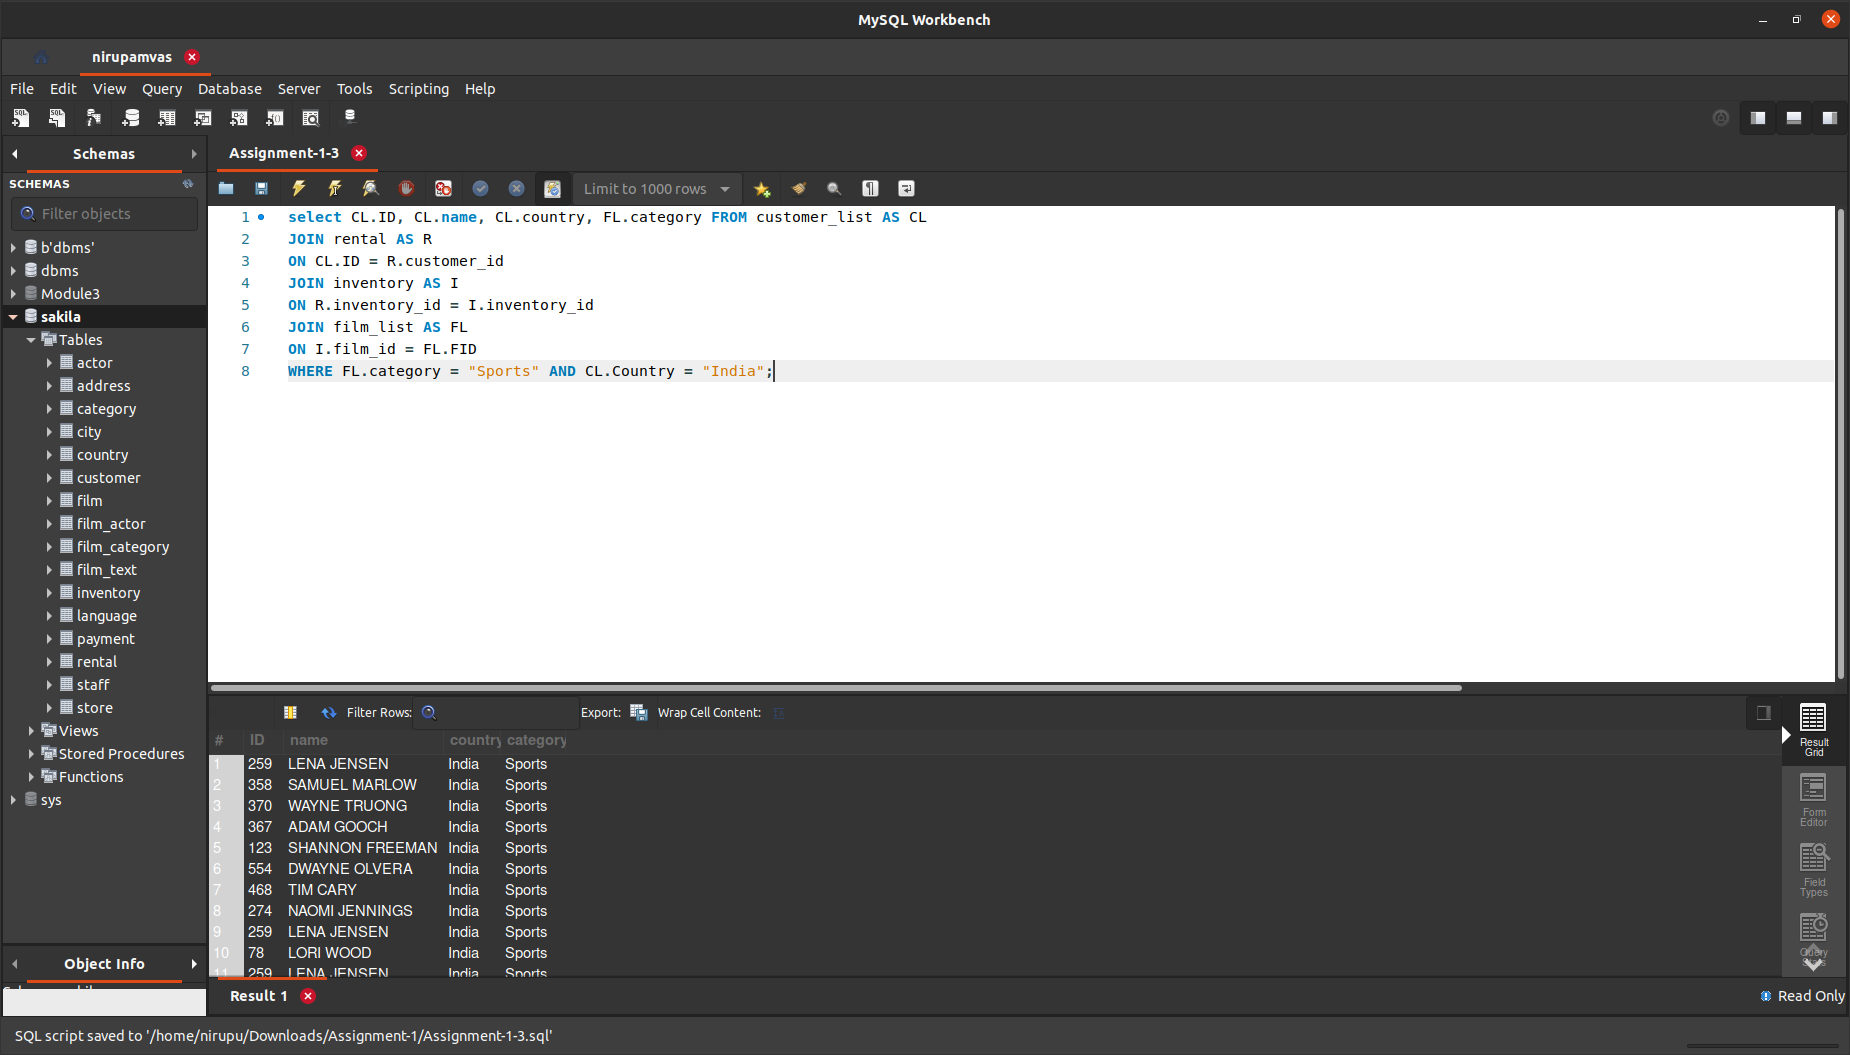 MySQL Workbench
nirupamvas
File Edit View Query Database Server Tools Scripting Help
Schemas
Assignment-1-3
SCHEMAS
Filter objects
Limit to 1000 rows
b'dbms'
dbms
Module3
sakila
Tables
actor
address
category
city
country
customer
film
film_actor
film_category
film_text
inventory
language
payment
rental
staff
store
Views
Stored Procedures
Functions
sys
1 select CL.ID, CL.name, CL.country, FL.category FROM customer_list AS CL
2 JOIN rental AS R
3 ON CL.ID = R.customer_id
4 JOIN inventory AS I
5 ON R.inventory_id = I.inventory_id
6 JOIN film_list AS FL
7 ON I.film_id = FL.FID
8 WHERE FL.category = "Sports" AND CL.Country = "India";
Filter Rows: Export: Wrap Cell Content:
# ID name country category
1 259 LENA JENSEN India Sports
2 358 SAMUEL MARLOW India Sports
3 370 WAYNE TRUONG India Sports
4 367 ADAM GOOCH India Sports
5 123 SHANNON FREEMAN India Sports
6 554 DWAYNE OLVERA India Sports
7 468 TIM CARY India Sports
8 274 NAOMI JENNINGS India Sports
9 259 LENA JENSEN India Sports
10 78 LORI WOOD India Sports
11 259 LENA JENSEN India Sports
Result
Grid
Form
Editor
Field
Types
Query
Stats
Object Info
Result 1
Read Only
SQL script saved to '/home/nirupu/Downloads/Assignment-1/Assignment-1-3.sql'